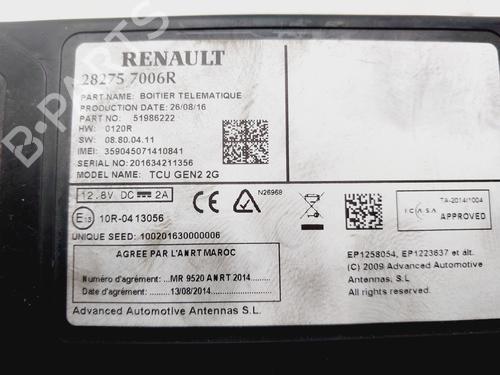 RENAULT
28275 7006R
PART NAME: BOITIER TELEMATIQUE
PRODUCTION DATE: 26/08/16
PART NO.: 51986222
HW: 0120R
SW: 08.80.04.11
IMEI: 359045071410841
SERIAL NO: 201634211356
MODEL NAME: TCU GEN2 2G
12.8V DC 2A
CE
N26968
I C A S A
TA-2014/1004
APPROVED
E13 10R-0413056
UNIQUE SEED: 100201630000006
AGREE PAR L'ANRT MAROC
Numéro d'agrément: MR 9520 ANRT 2014
Date d'agrément: 13/08/2014
EP1258054, EP1223637 et ált.
(C) 2009 Advanced Automotive
Antennas, S.L
All rights reserved.
Advanced Automotive Antennas S.L.
B-PARTS